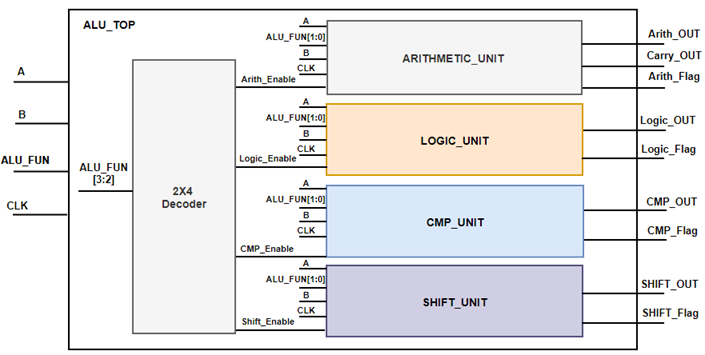 ALU_TOP
A
B
ALU_FUN
CLK
ALU_FUN
[3:2]
2X4
Decoder
A
ALU_FUN[1:0]
B
CLK
Arith_Enable
ARITHMETIC_UNIT
Arith_OUT
Carry_OUT
Arith_Flag
A
ALU_FUN[1:0]
B
CLK
Logic_Enable
LOGIC_UNIT
Logic_OUT
Logic_Flag
A
ALU_FUN[1:0]
B
CLK
CMP_Enable
CMP_UNIT
CMP_OUT
CMP_Flag
A
ALU_FUN[1:0]
B
CLK
Shift_Enable
SHIFT_UNIT
SHIFT_OUT
SHIFT_Flag